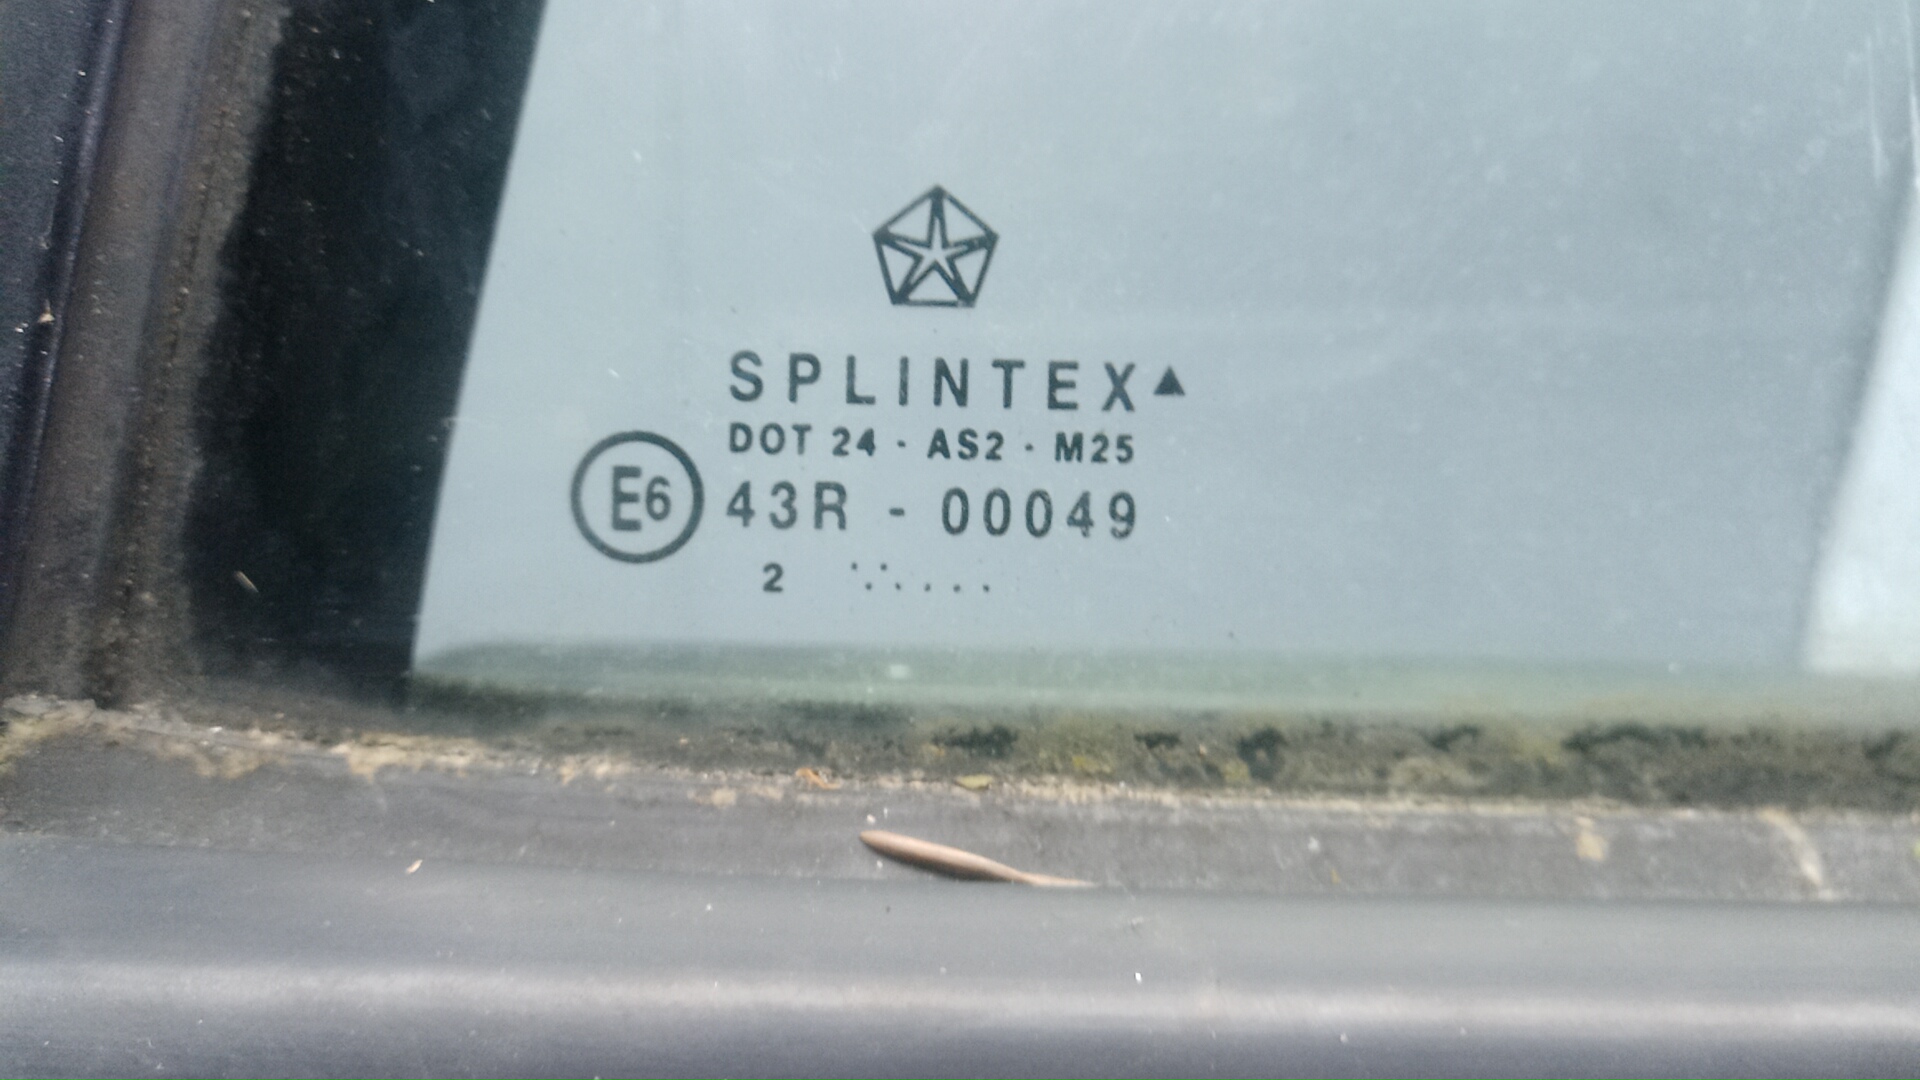 SPLINTEX▲
DOT 24 · AS2 · M25
E6 43R - 00049
2